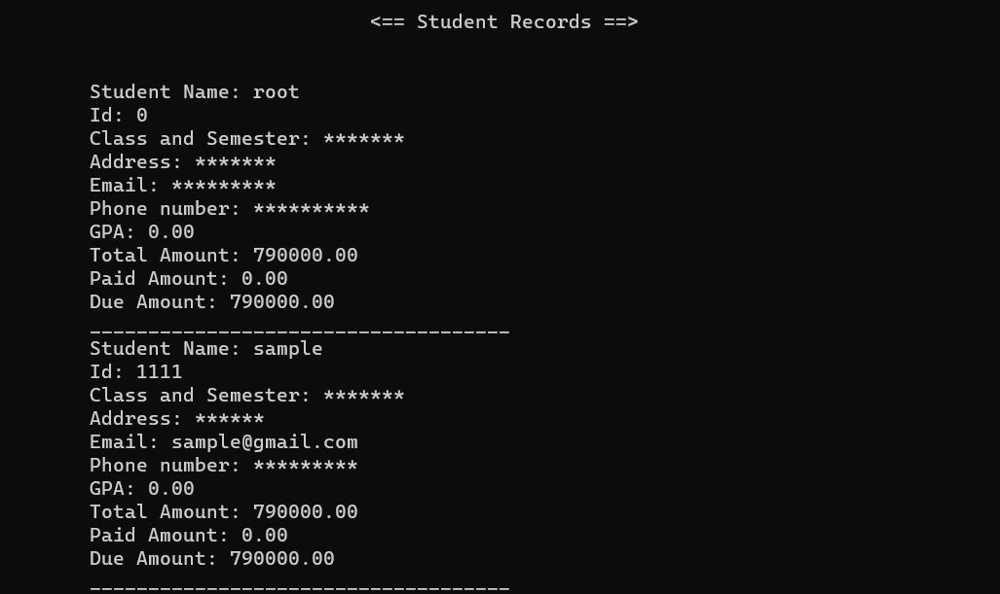 <== Student Records ==>
Student Name: root
Id: 0
Class and Semester: *******
Address: *******
Email: *********
Phone number: **********
GPA: 0.00
Total Amount: 790000.00
Paid Amount: 0.00
Due Amount: 790000.00
____________________________________
Student Name: sample
Id: 1111
Class and Semester: *******
Address: ******
Email: sample@gmail.com
Phone number: *********
GPA: 0.00
Total Amount: 790000.00
Paid Amount: 0.00
Due Amount: 790000.00
____________________________________